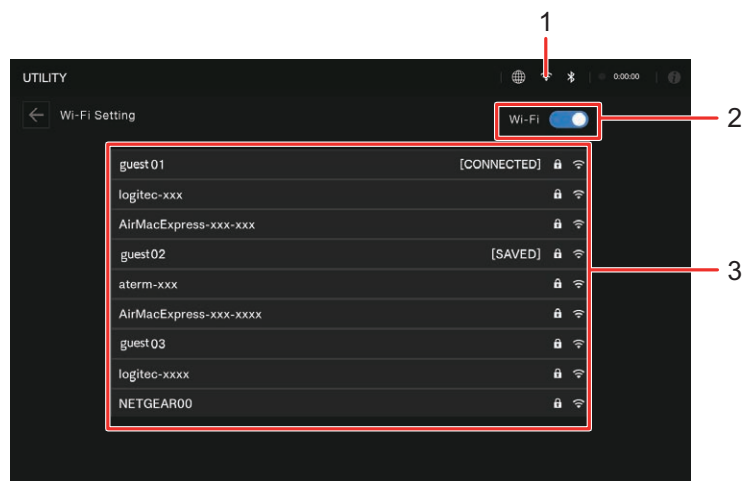 1
UTILITY 0:00:00
Wi-Fi Setting Wi-Fi 2
guest 01 [CONNECTED]
logitec-xxx
AirMacExpress-xxx-xxx
guest02 [SAVED]
3
aterm-xxx
AirMacExpress-xxx-xxxx
guest 03
logitec-xxxx
NETGEAR00